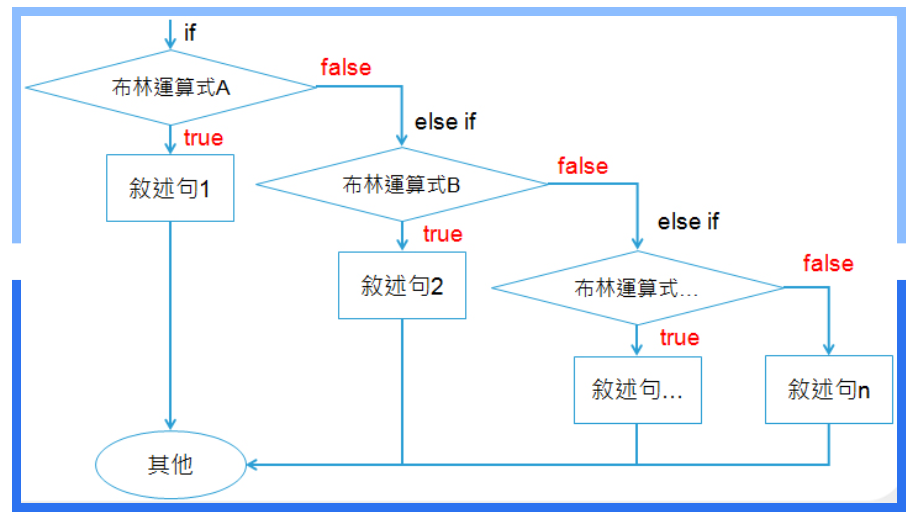 if
布林運算式A
false
true
else if
敘述句1
布林運算式B
false
true
else if
敘述句2
布林運算式…
false
true
敘述句…
敘述句n
其他